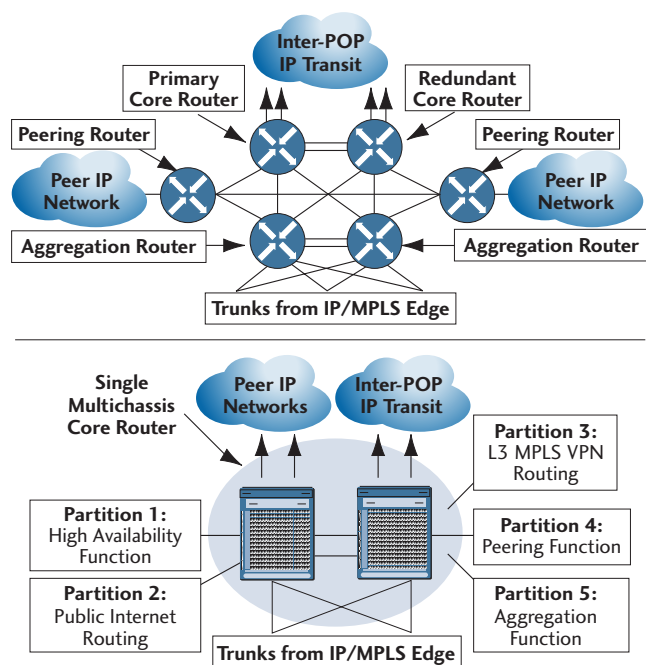 Inter-POP
IP Transit
Primary
Core Router
Redundant
Core Router
Peering Router
Peering Router
Peer IP
Network
Peer IP
Network
Aggregation Router
Aggregation Router
Trunks from IP/MPLS Edge
Single
Multichassis
Core Router
Peer IP
Networks
Inter-POP
IP Transit
Partition 3:
L3 MPLS VPN
Routing
Partition 1:
High Availability
Function
Partition 4:
Peering Function
Partition 2:
Public Internet
Routing
Partition 5:
Aggregation
Function
Trunks from IP/MPLS Edge